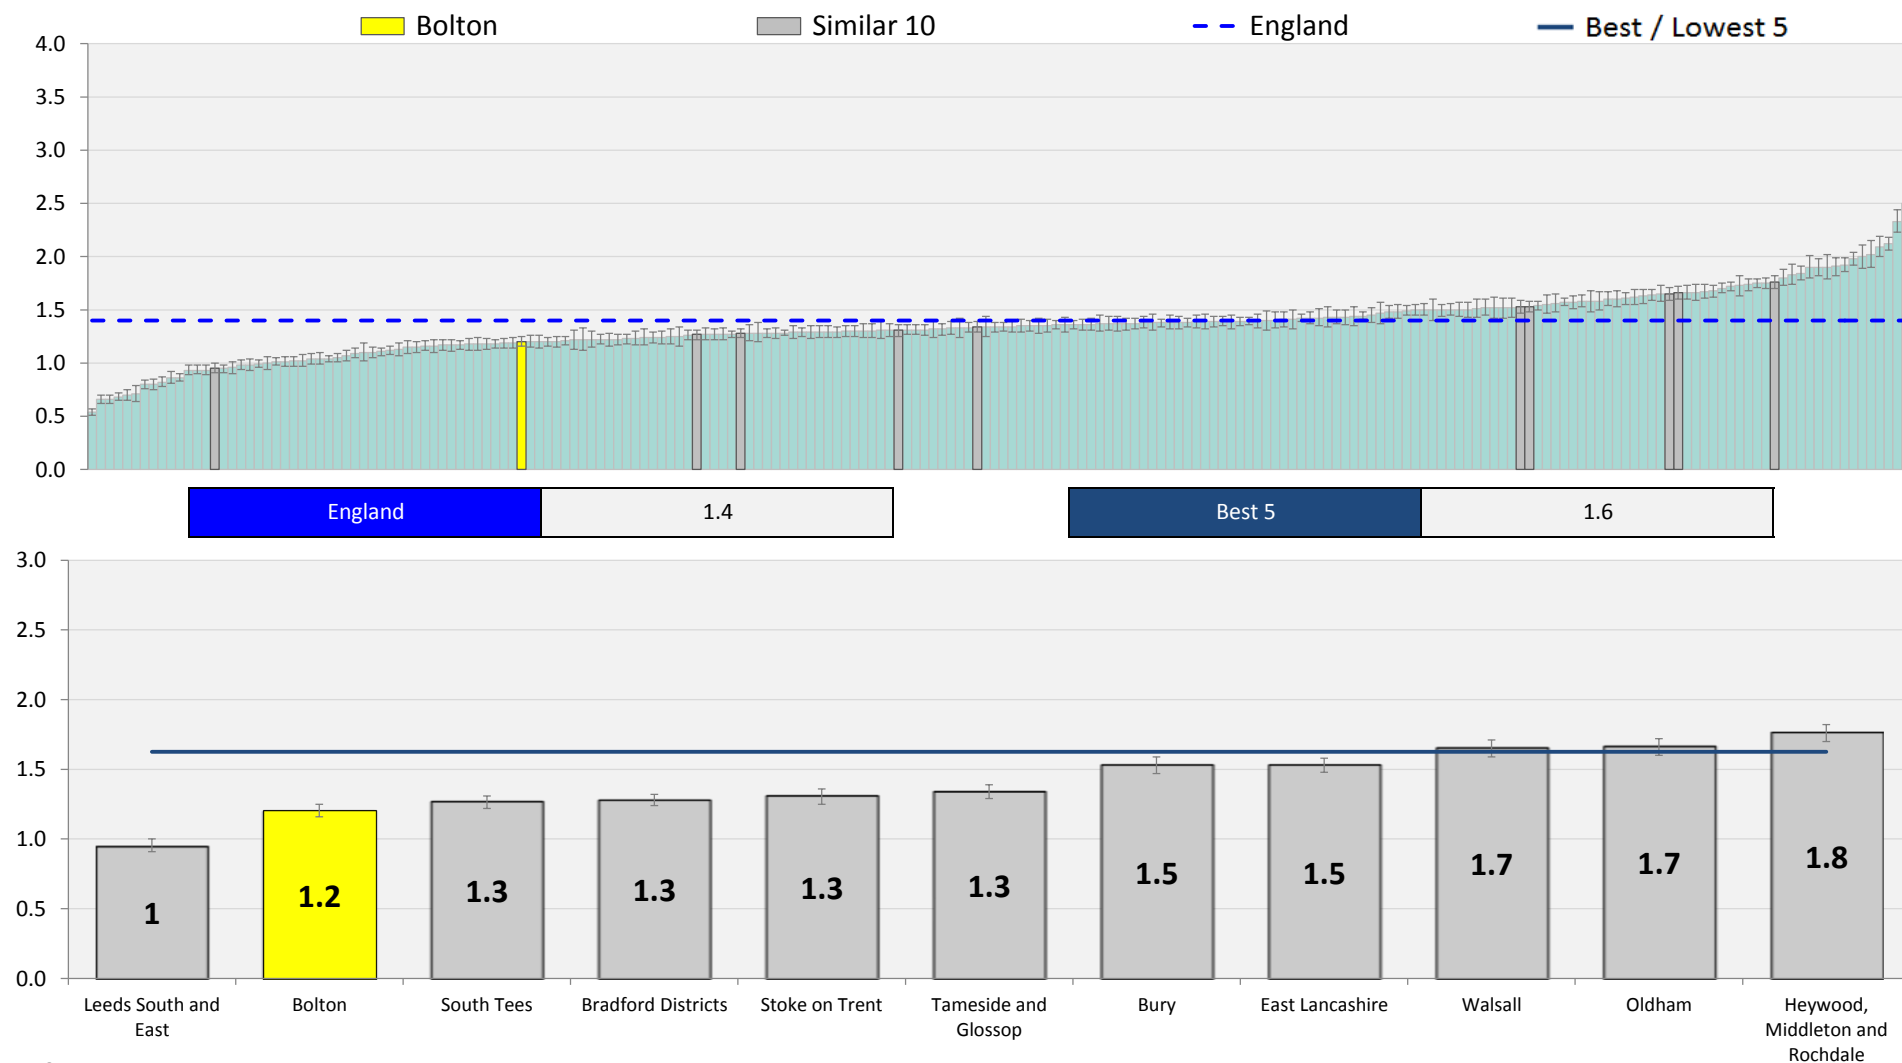 Bolton
Similar 10
England
Best / Lowest 5
4.0
3.5
3.0
2.5
2.0
1.5
1.0
0.5
0.0
England 1.4 Best 5 1.6
3.0
2.5
2.0
1.5
1.0
0.5
0.0
1 1.2 1.3 1.3 1.3 1.3 1.5 1.5 1.7 1.7 1.8
Leeds South and
East
Bolton
South Tees
Bradford Districts
Stoke on Trent
Tameside and
Glossop
Bury
East Lancashire
Walsall
Oldham
Heywood,
Middleton and
Rochdale